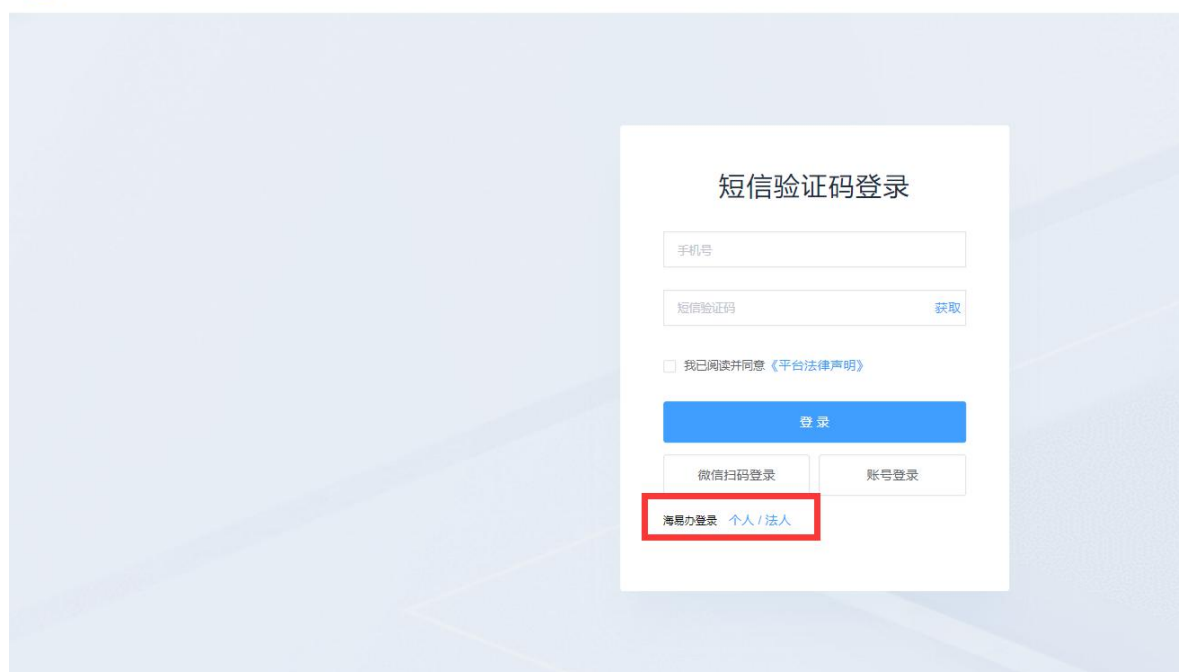 短信验证码登录
手机号
短信验证码 获取
我已阅读并同意《平台法律声明》
登 录
微信扫码登录 账号登录
海易办登录 个人 / 法人